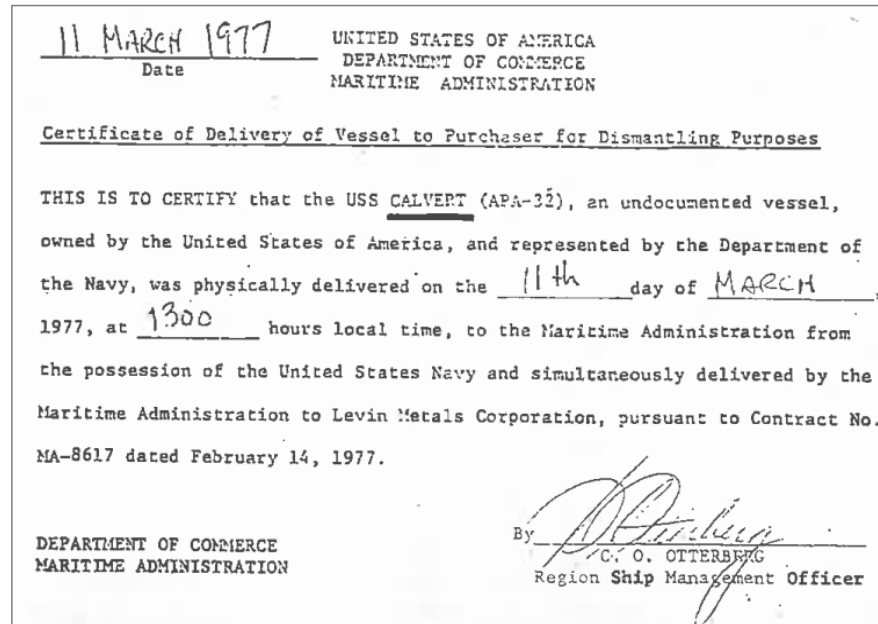 11 MARCH 1977
Date
UNITED STATES OF AMERICA
DEPARTMENT OF COMMERCE
MARITIME ADMINISTRATION
Certificate of Delivery of Vessel to Purchaser for Dismantling Purposes
THIS IS TO CERTIFY that the USS CALVERT (APA-32), an undocumented vessel,
owned by the United States of America, and represented by the Department of
the Navy, was physically delivered on the 11th day of MARCH,
1977, at 1300 hours local time, to the Maritime Administration from
the possession of the United States Navy and simultaneously delivered by the
Maritime Administration to Levin Metals Corporation, pursuant to Contract No.
MA-8617 dated February 14, 1977.
By
C. O. OTTERBERG
Region Ship Management Officer
DEPARTMENT OF COMMERCE
MARITIME ADMINISTRATION